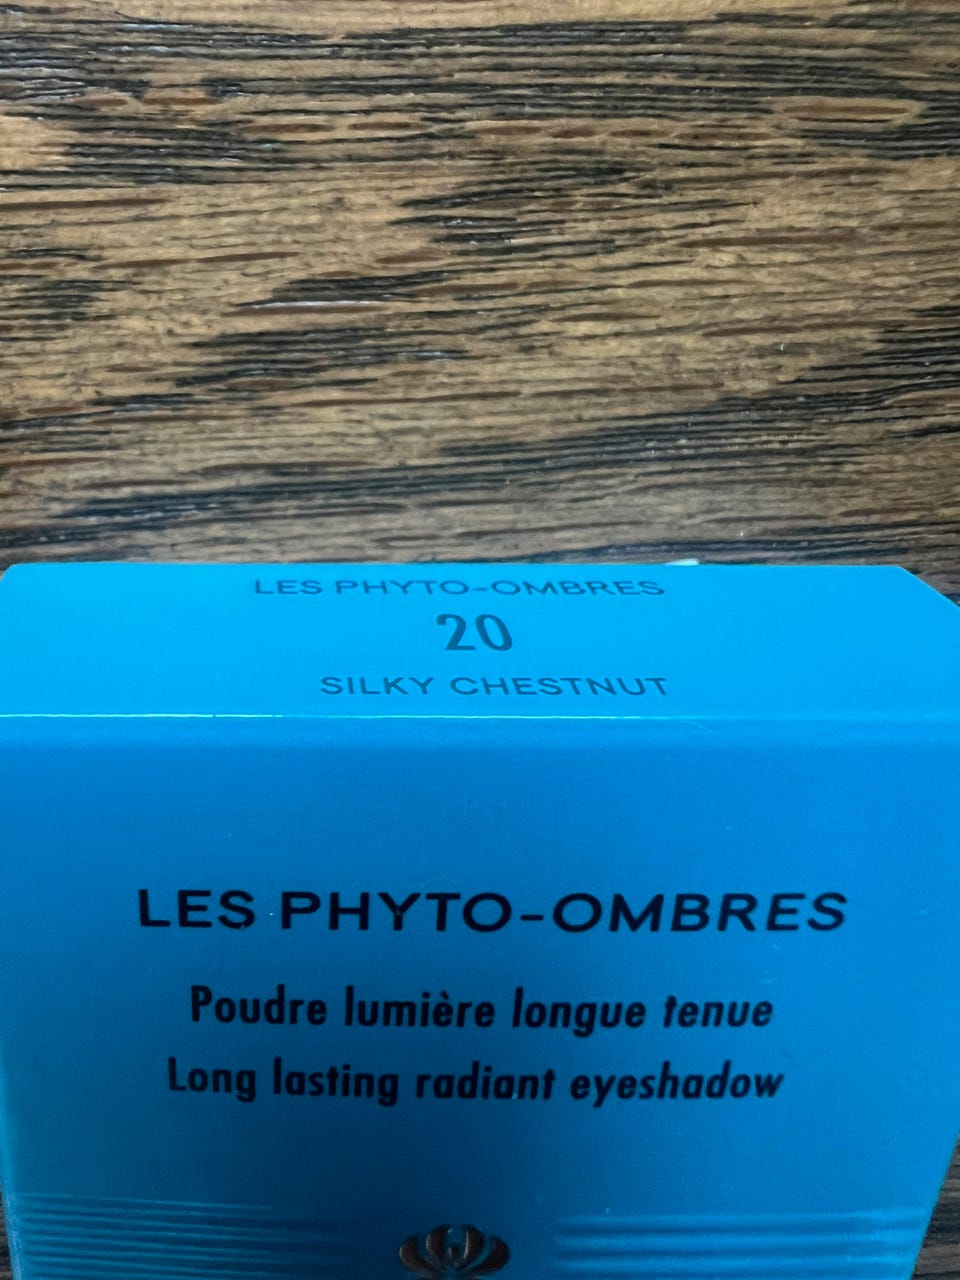 LES PHYTO-OMBRES
20
SILKY CHESTNUT
LES PHYTO-OMBRES
Poudre lumière longue tenue
Long lasting radiant eyeshadow